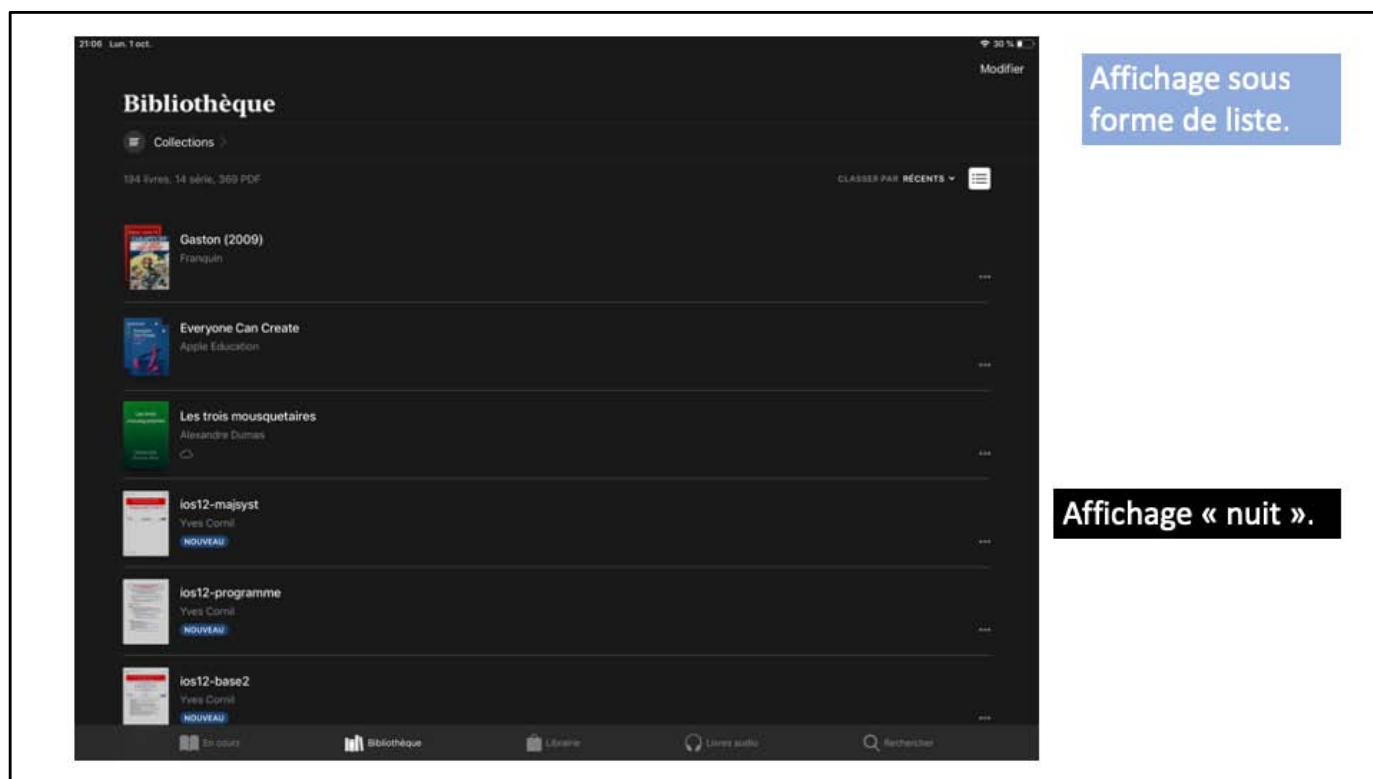 21:06 Lun. 1 oct.
30 %
Modifier
Bibliothèque
Collections
194 livres, 14 série, 369 PDF
CLASSER PAR RÉCENTS
Gaston (2009)
Franquin
Everyone Can Create
Apple Education
Les trois mousquetaires
Alexandre Dumas
ios12-majsyst
Yves Cornil
NOUVEAU
ios12-programme
Yves Cornil
NOUVEAU
ios12-base2
Yves Cornil
NOUVEAU
En cours
Bibliothèque
Librairie
Livres audio
Rechercher
Affichage sous
forme de liste.
Affichage « nuit ».